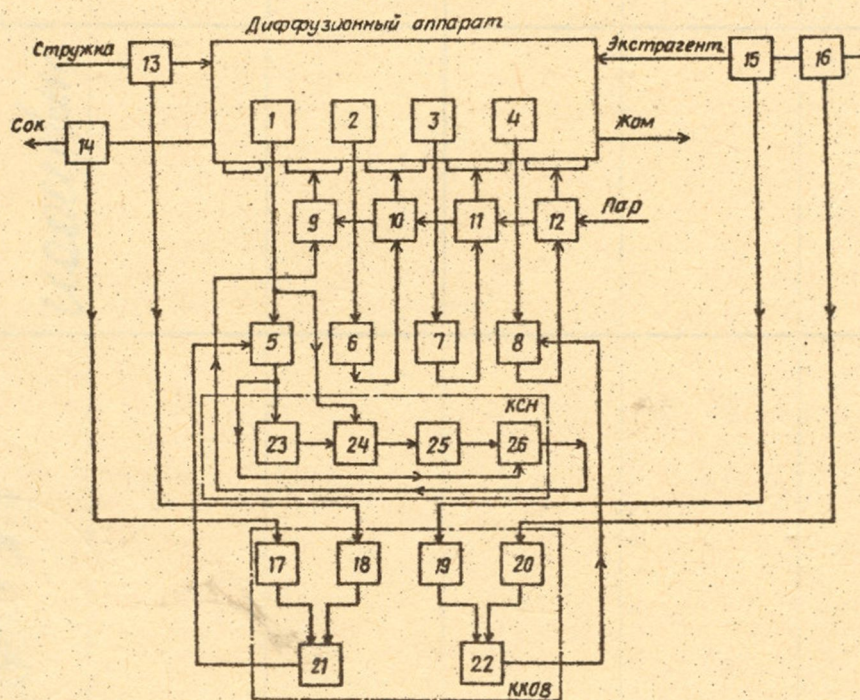 Диффузионный аппарат
Стружка 13 Экстрагент 15 16
Сок 14 1 2 3 4 Жом
9 10 11 12 Пар
5 6 7 8
КСН
23 24 25 26
17 18 19 20
21 22
ККОВ